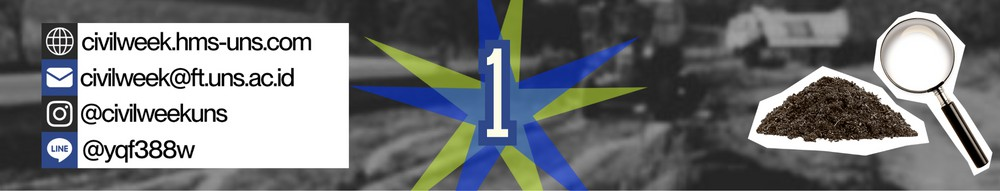 civilweek.hms-uns.com
civilweek@ft.uns.ac.id
@civilweekuns
LINE @yqf388w
1